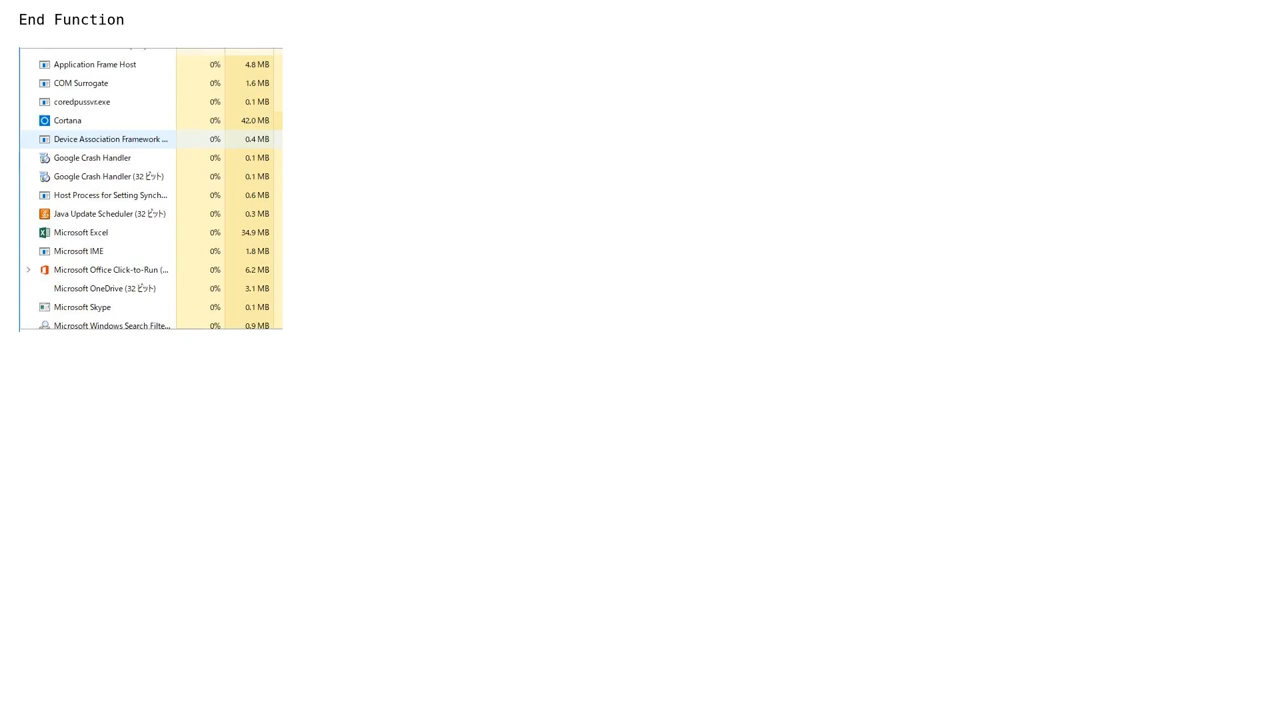 End Function
Application Frame Host 0% 4.8 MB
COM Surrogate 0% 1.6 MB
coredpussvr.exe 0% 0.1 MB
Cortana 0% 42.0 MB
Device Association Framework ... 0% 0.4 MB
Google Crash Handler 0% 0.1 MB
Google Crash Handler (32 ビット) 0% 0.1 MB
Host Process for Setting Synch... 0% 0.6 MB
Java Update Scheduler (32 ビット) 0% 0.3 MB
Microsoft Excel 0% 34.9 MB
Microsoft IME 0% 1.8 MB
Microsoft Office Click-to-Run (... 0% 6.2 MB
Microsoft OneDrive (32 ビット) 0% 3.1 MB
Microsoft Skype 0% 0.1 MB
Microsoft Windows Search Filte... 0% 0.9 MB